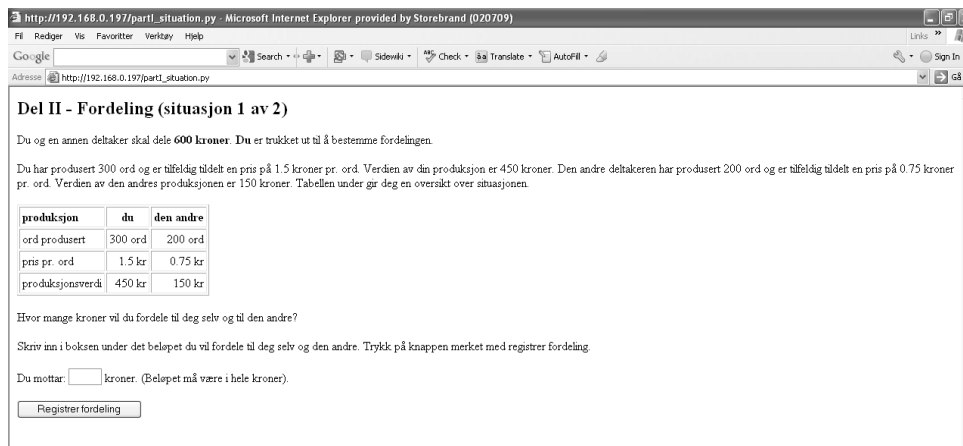 http://192.168.0.197/partI_situation.py - Microsoft Internet Explorer provided by Storebrand (020709)
Fil Rediger Vis Favoritter Verktøy Hjelp Links »
Google Search Sidewiki Check Translate AutoFill Sign In
Adresse http://192.168.0.197/partI_situation.py Gå
Del II - Fordeling (situasjon 1 av 2)
Du og en annen deltaker skal dele 600 kroner. Du er trukket ut til å bestemme fordelingen.
Du har produsert 300 ord og er tilfeldig tildelt en pris på 1.5 kroner pr. ord. Verdien av din produksjon er 450 kroner. Den andre deltakeren har produsert 200 ord og er tilfeldig tildelt en pris på 0.75 kroner
pr. ord. Verdien av den andres produksjonen er 150 kroner. Tabellen under gir deg en oversikt over situasjonen.
produksjon du den andre
ord produsert 300 ord 200 ord
pris pr. ord 1.5 kr 0.75 kr
produksjonsverdi 450 kr 150 kr
Hvor mange kroner vil du fordele til deg selv og til den andre?
Skriv inn i boksen under det beløpet du vil fordele til deg selv og den andre. Trykk på knappen merket med registrer fordeling.
Du mottar: kroner. (Beløpet må være i hele kroner).
Registrer fordeling